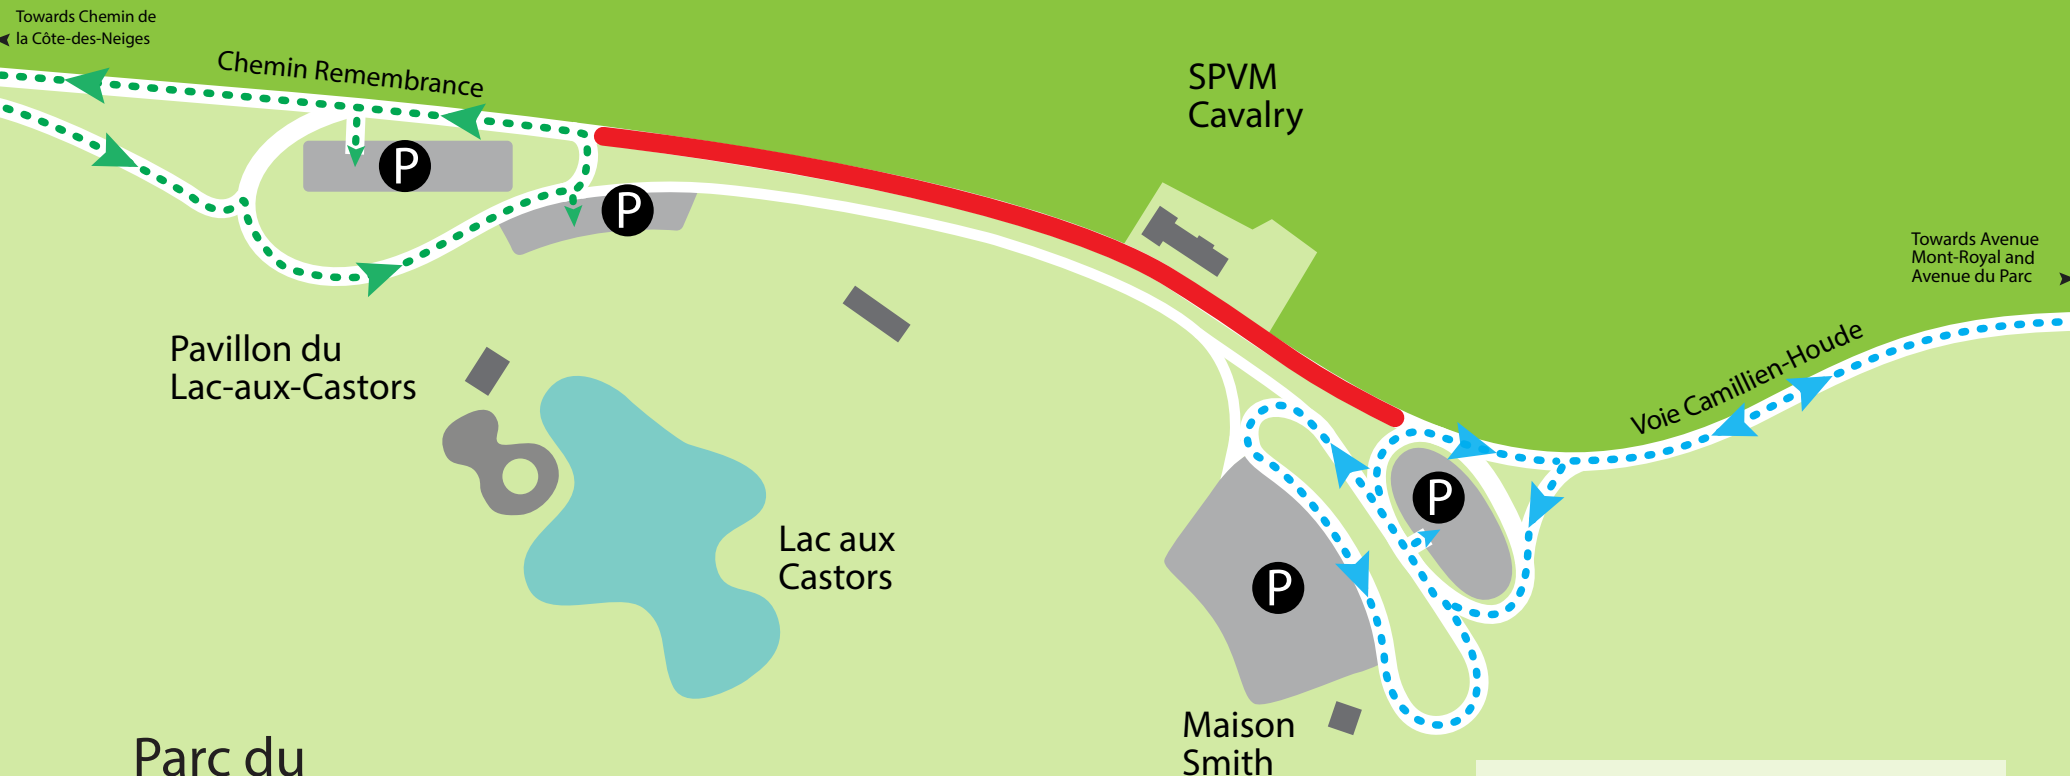 Towards Chemin de
la Côte-des-Neiges
Chemin Remembrance
SPVM
Cavalry
P
P
Towards Avenue
Mont-Royal and
Avenue du Parc
Voie Camillien-Houde
Pavillon du
Lac-aux-Castors
P
Lac aux
Castors
P
Maison
Smith
Parc du